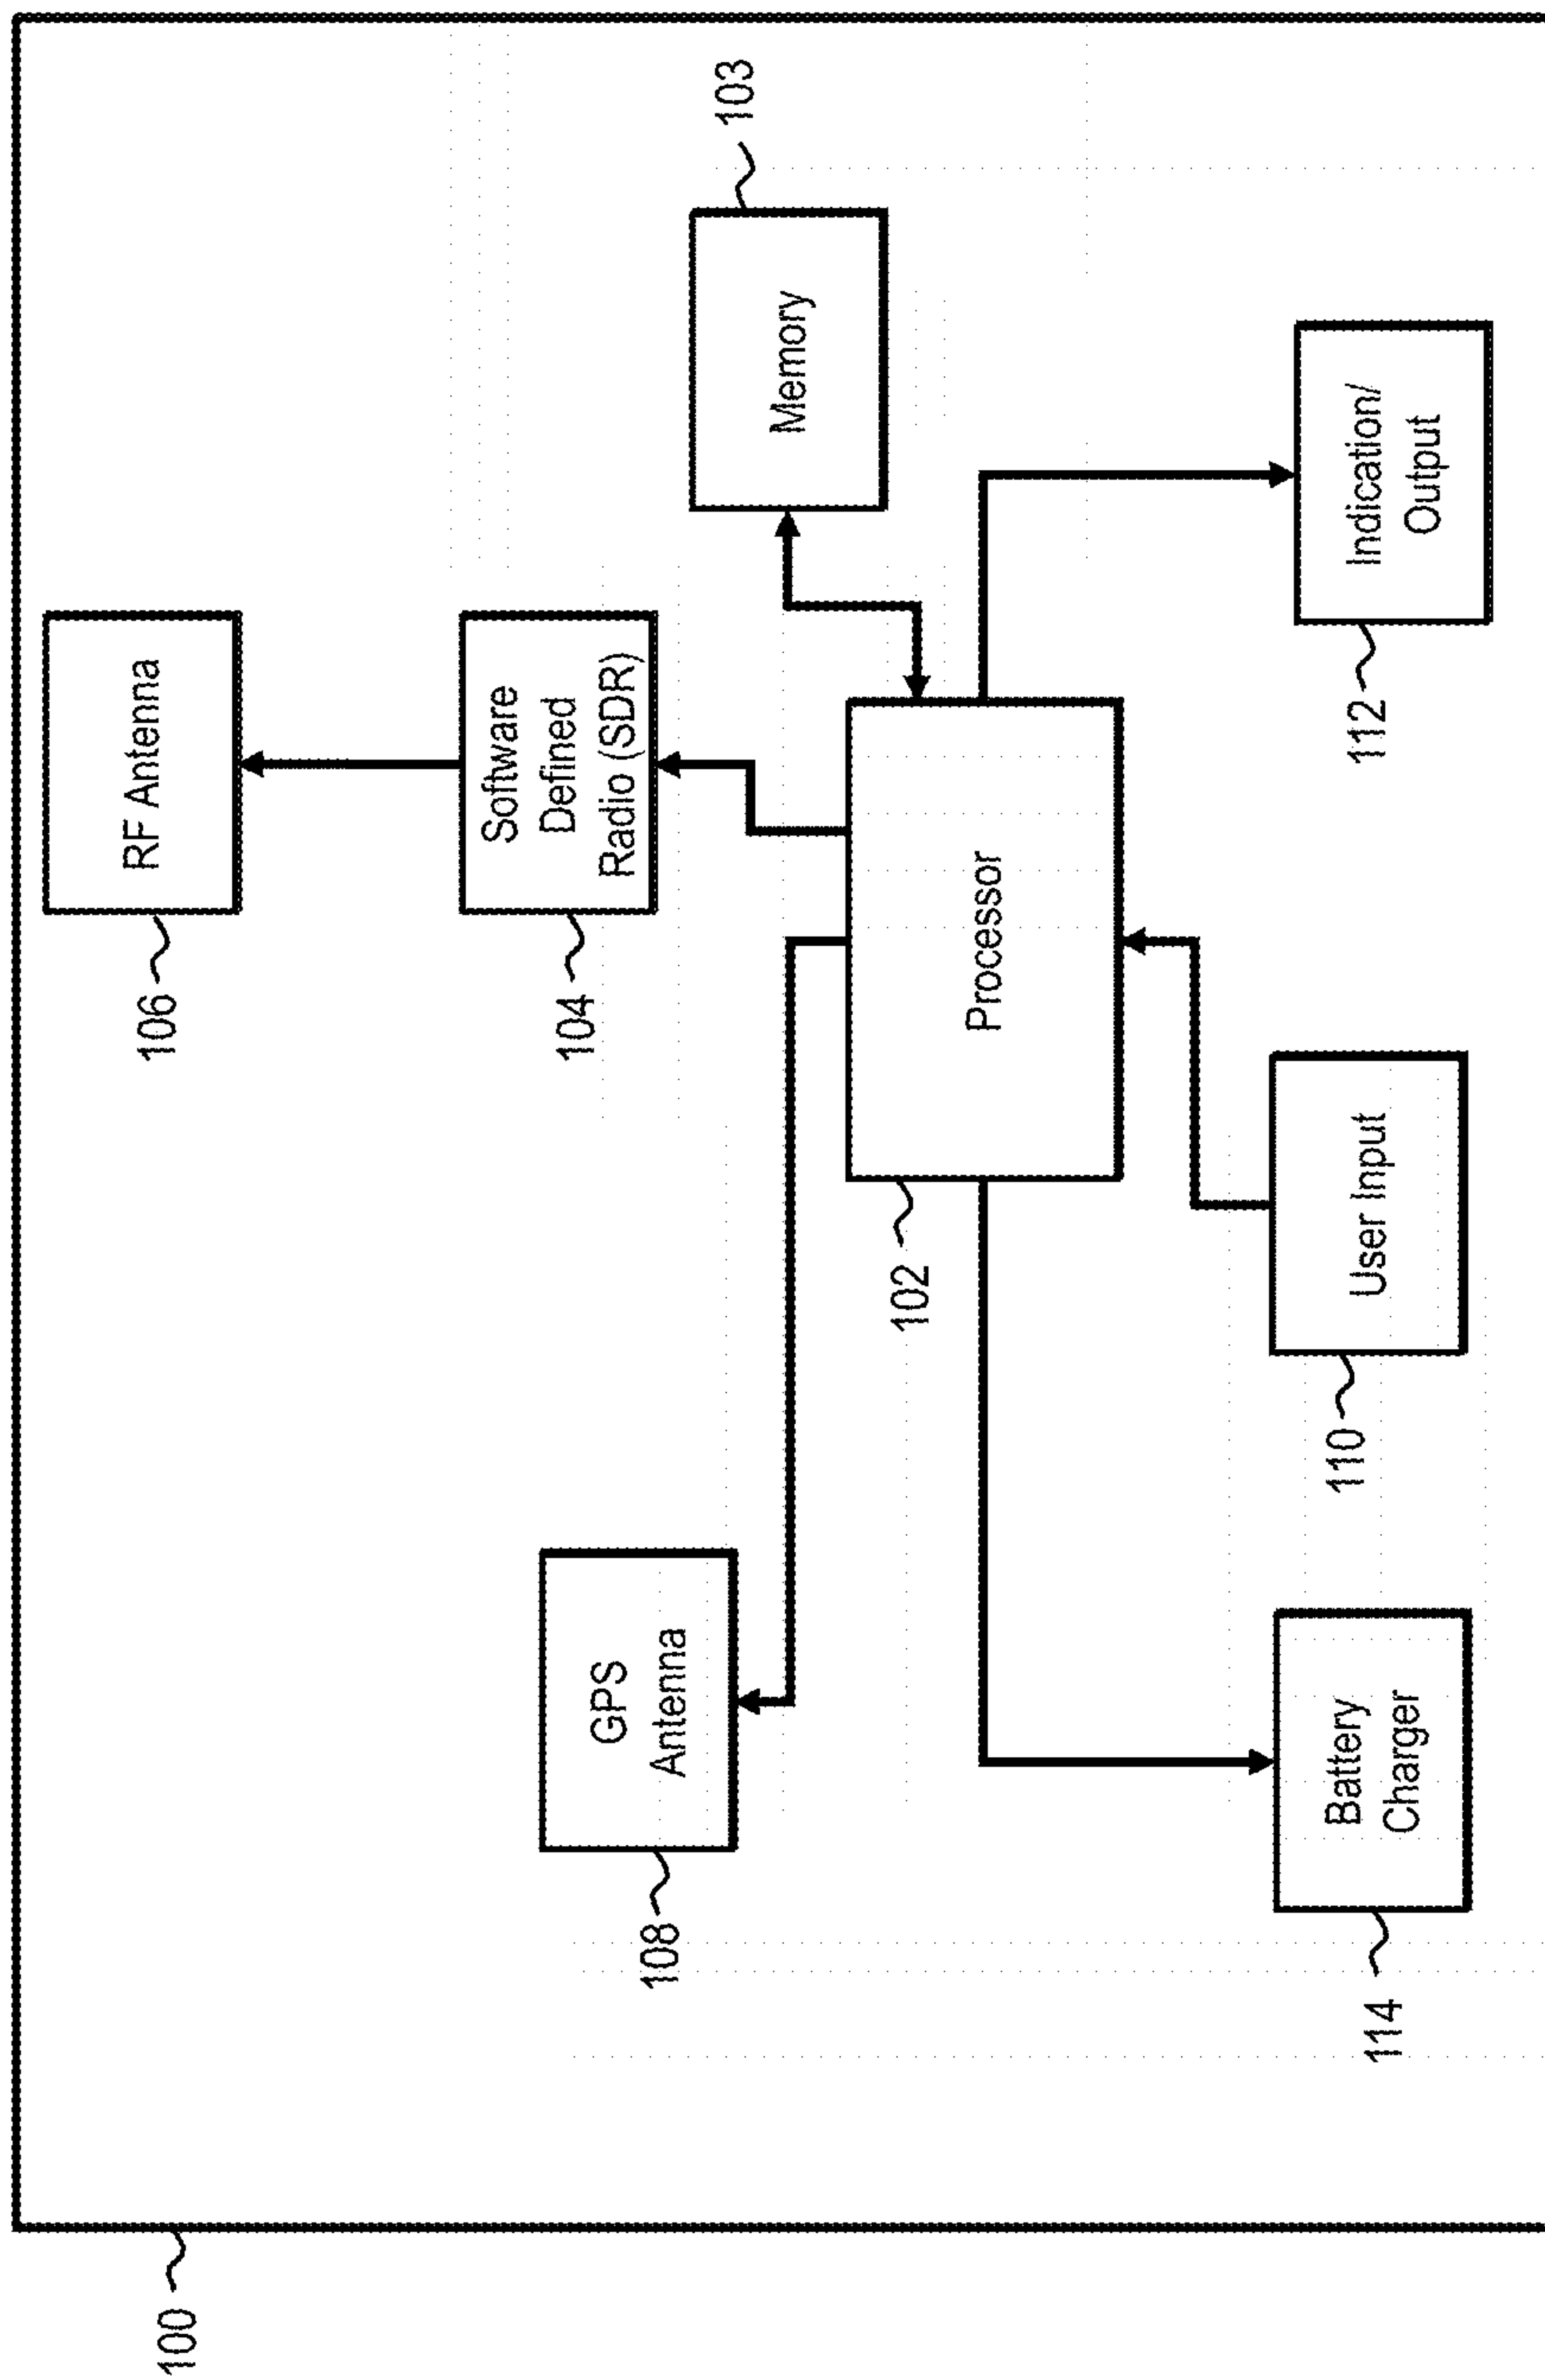 RF Antenna
106
Software
Defined
Radio (SDR)
104
103
Memory
GPS
Antenna
108
Processor
102
Indication/
Output
112
User Input
110
Battery
Charger
114
100